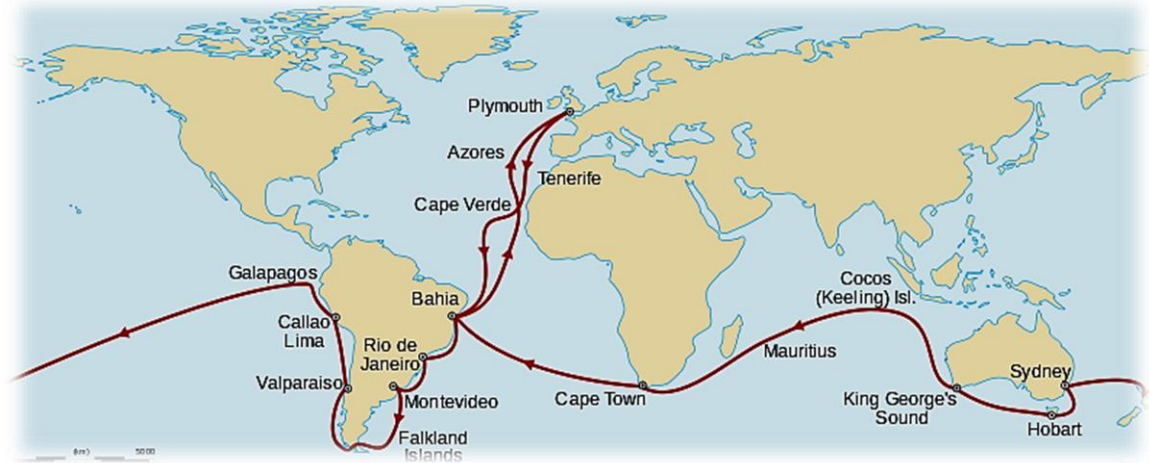 Plymouth
Azores
Tenerife
Cape Verde
Galapagos
Cocos
(Keeling) Isl.
Bahia
Callao
Lima
Rio de
Janeiro
Mauritius
Sydney
Valparaiso
Montevideo
Cape Town
King George's
Sound
Hobart
Falkland
Islands
(km)
5000